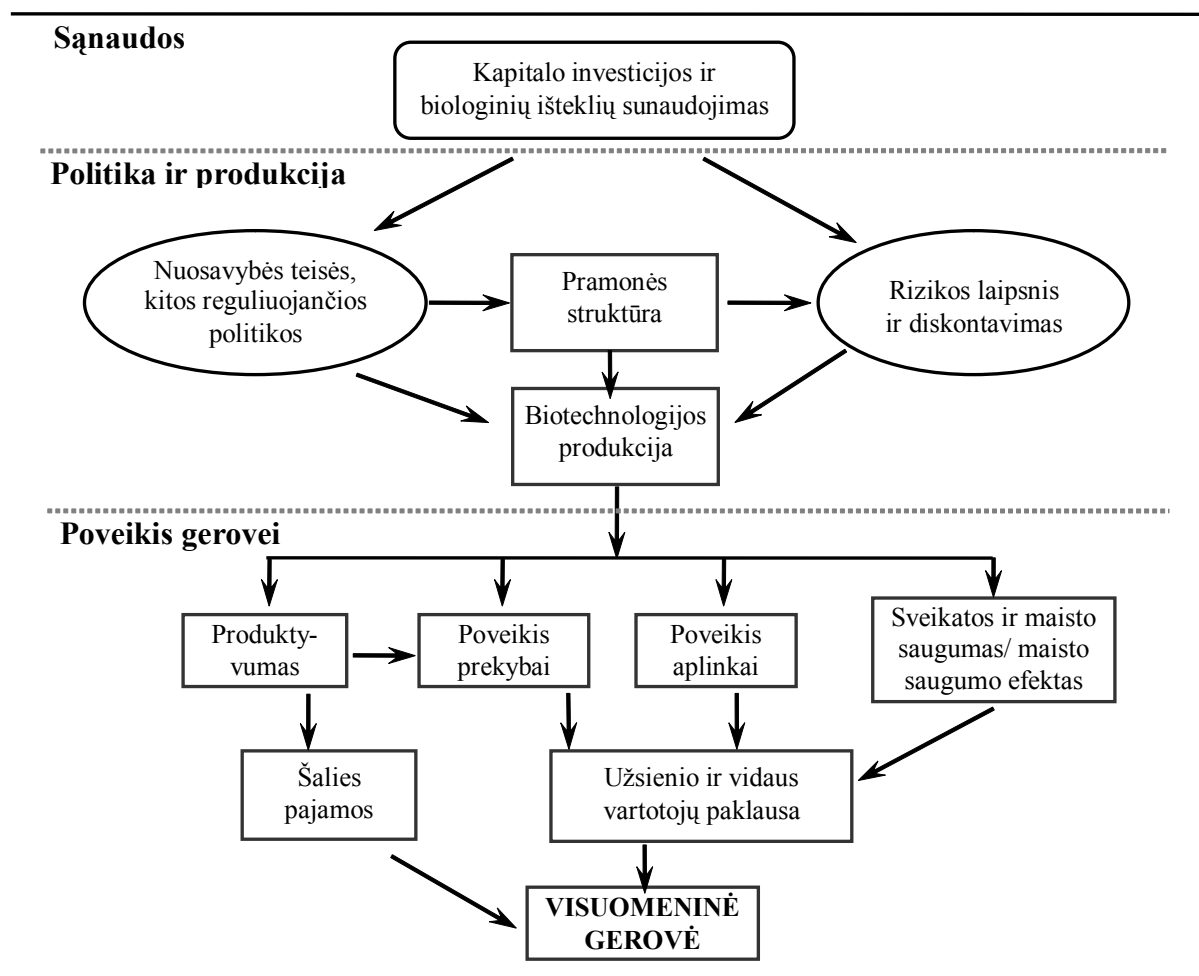 Sąnaudos
Kapitalo investicijos ir
biologinių išteklių sunaudojimas
Politika ir produkcija
Nuosavybės teisės,
kitos reguliuojančios
politikos
Pramonės
struktūra
Rizikos laipsnis
ir diskontavimas
Biotechnologijos
produkcija
Poveikis gerovei
Produkty-
vumas
Poveikis
prekybai
Poveikis
aplinkai
Sveikatos ir maisto
saugumas/ maisto
saugumo efektas
Šalies
pajamos
Užsienio ir vidaus
vartotojų paklausa
VISUOMENINĖ
GEROVĖ